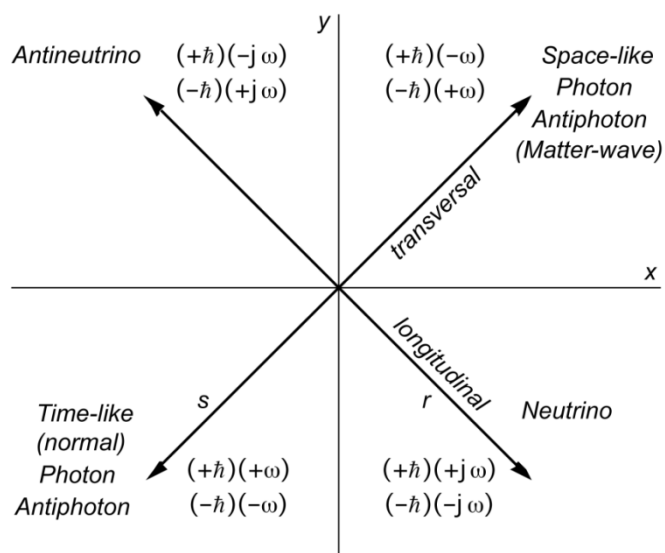 y
Antineutrino
(+ℏ)(−j ω)
(−ℏ)(+j ω)
(+ℏ)(−ω)
(−ℏ)(+ω)
Space-like
Photon
Antiphoton
(Matter-wave)
transversal
x
longitudinal
s
r
Time-like
(normal)
Photon
Antiphoton
(+ℏ)(+ω)
(−ℏ)(−ω)
(+ℏ)(+j ω)
(−ℏ)(−j ω)
Neutrino